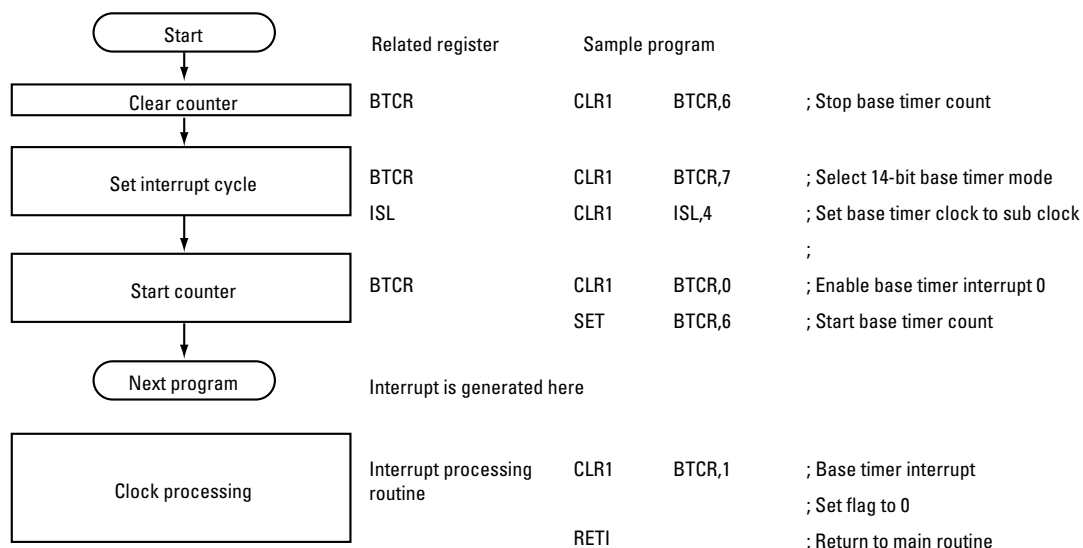 Start
Related register Sample program
Clear counter BTCR CLR1 BTCR,6 ; Stop base timer count
Set interrupt cycle BTCR CLR1 BTCR,7 ; Select 14-bit base timer mode
ISL CLR1 ISL,4 ; Set base timer clock to sub clock
;
Start counter BTCR CLR1 BTCR,0 ; Enable base timer interrupt 0
SET BTCR,6 ; Start base timer count
Next program Interrupt is generated here
Clock processing Interrupt processing CLR1 BTCR,1 ; Base timer interrupt
routine ; Set flag to 0
RETI ; Return to main routine